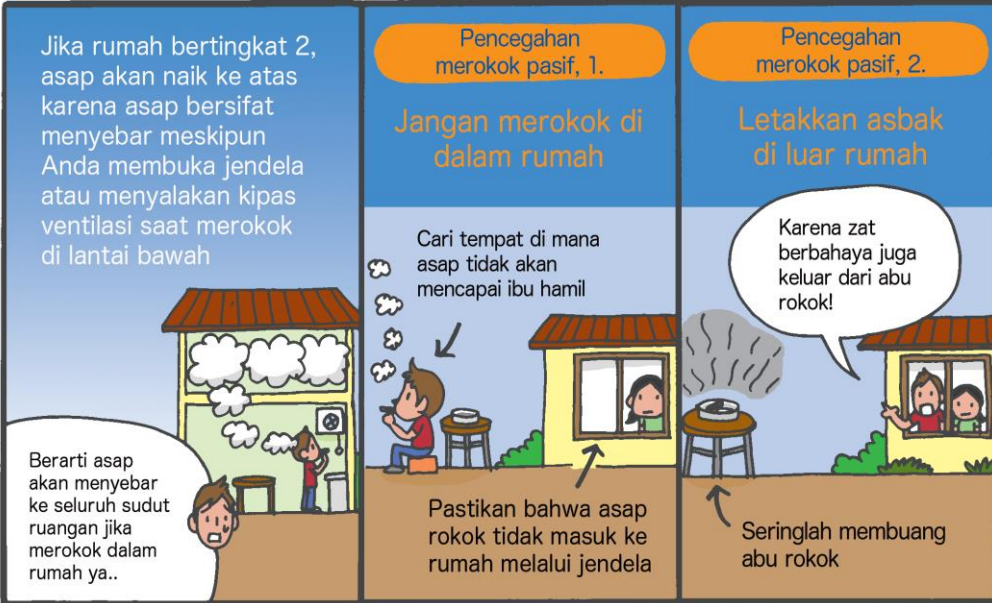 Jika rumah bertingkat 2,
asap akan naik ke atas
karena asap bersifat
menyebar meskipun
Anda membuka jendela
atau menyalakan kipas
ventilasi saat merokok
di lantai bawah
Berarti asap
akan menyebar
ke seluruh sudut
ruangan jika
merokok dalam
rumah ya..
Pencegahan
merokok pasif, 1.
Jangan merokok di
dalam rumah
Cari tempat di mana
asap tidak akan
mencapai ibu hamil
Pastikan bahwa asap
rokok tidak masuk ke
rumah melalui jendela
Pencegahan
merokok pasif, 2.
Letakkan asbak
di luar rumah
Karena zat
berbahaya juga
keluar dari abu
rokok!
Seringlah membuang
abu rokok